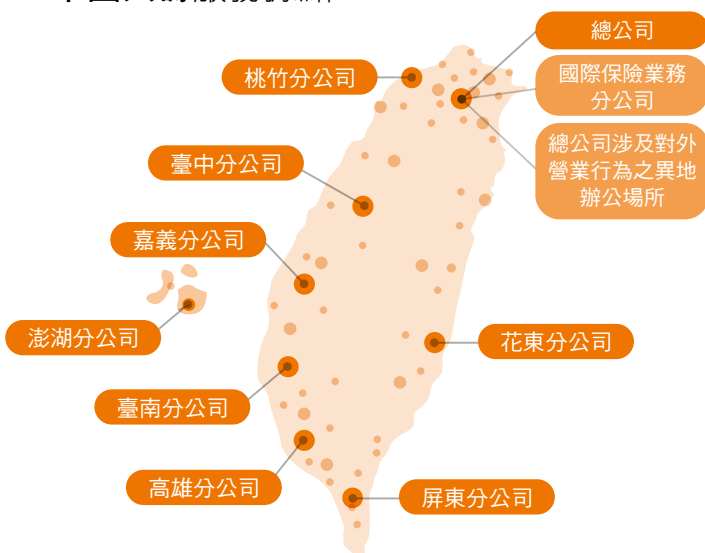 總公司
國際保險業務
分公司
總公司涉及對外
營業行為之異地
辦公場所
桃竹分公司
臺中分公司
嘉義分公司
澎湖分公司
花東分公司
臺南分公司
高雄分公司
屏東分公司